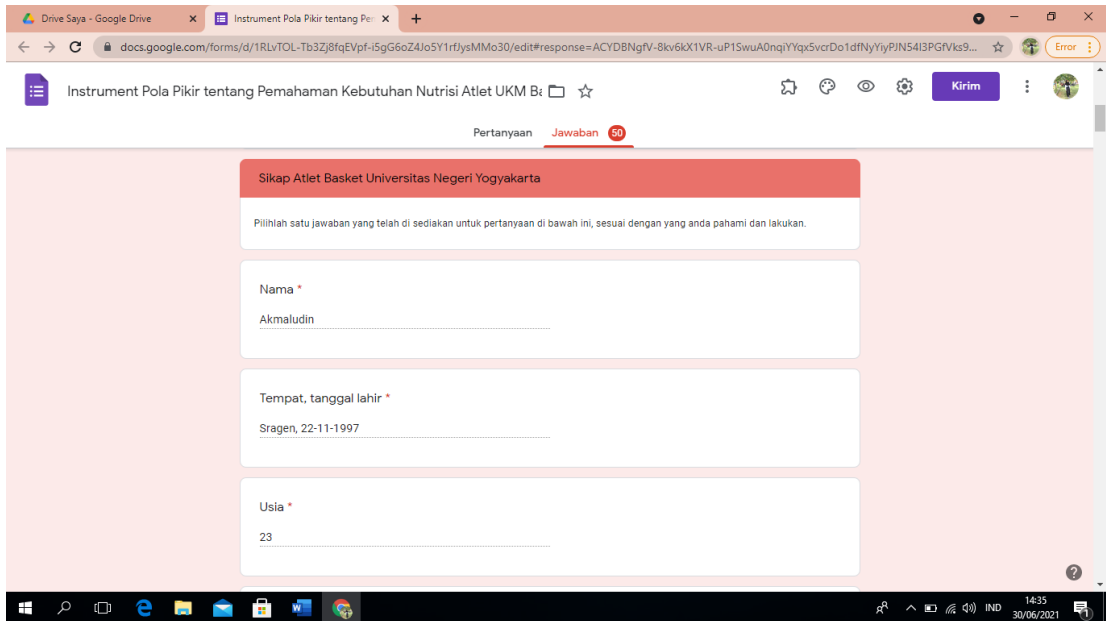 Drive Saya - Google Drive
Instrument Pola Pikir tentang Per
docs.google.com/forms/d/1RLvTOL-Tb3Zj8fqEVpf-i5gG6oZ4Jo5Y1rfJysMMo30/edit#response=ACYDBNgfV-8kv6kX1VR-uP1SwuA0nqiYYqx5vcrDo1dfNyYiyPJN54I3PGfVks9...
Error
Instrument Pola Pikir tentang Pemahaman Kebutuhan Nutrisi Atlet UKM Ba
Kirim
Pertanyaan Jawaban 50
Sikap Atlet Basket Universitas Negeri Yogyakarta
Pilihlah satu jawaban yang telah di sediakan untuk pertanyaan di bawah ini, sesuai dengan yang anda pahami dan lakukan.
Nama *
Akmaludin
Tempat, tanggal lahir *
Sragen, 22-11-1997
Usia *
23
IND
14:35
30/06/2021